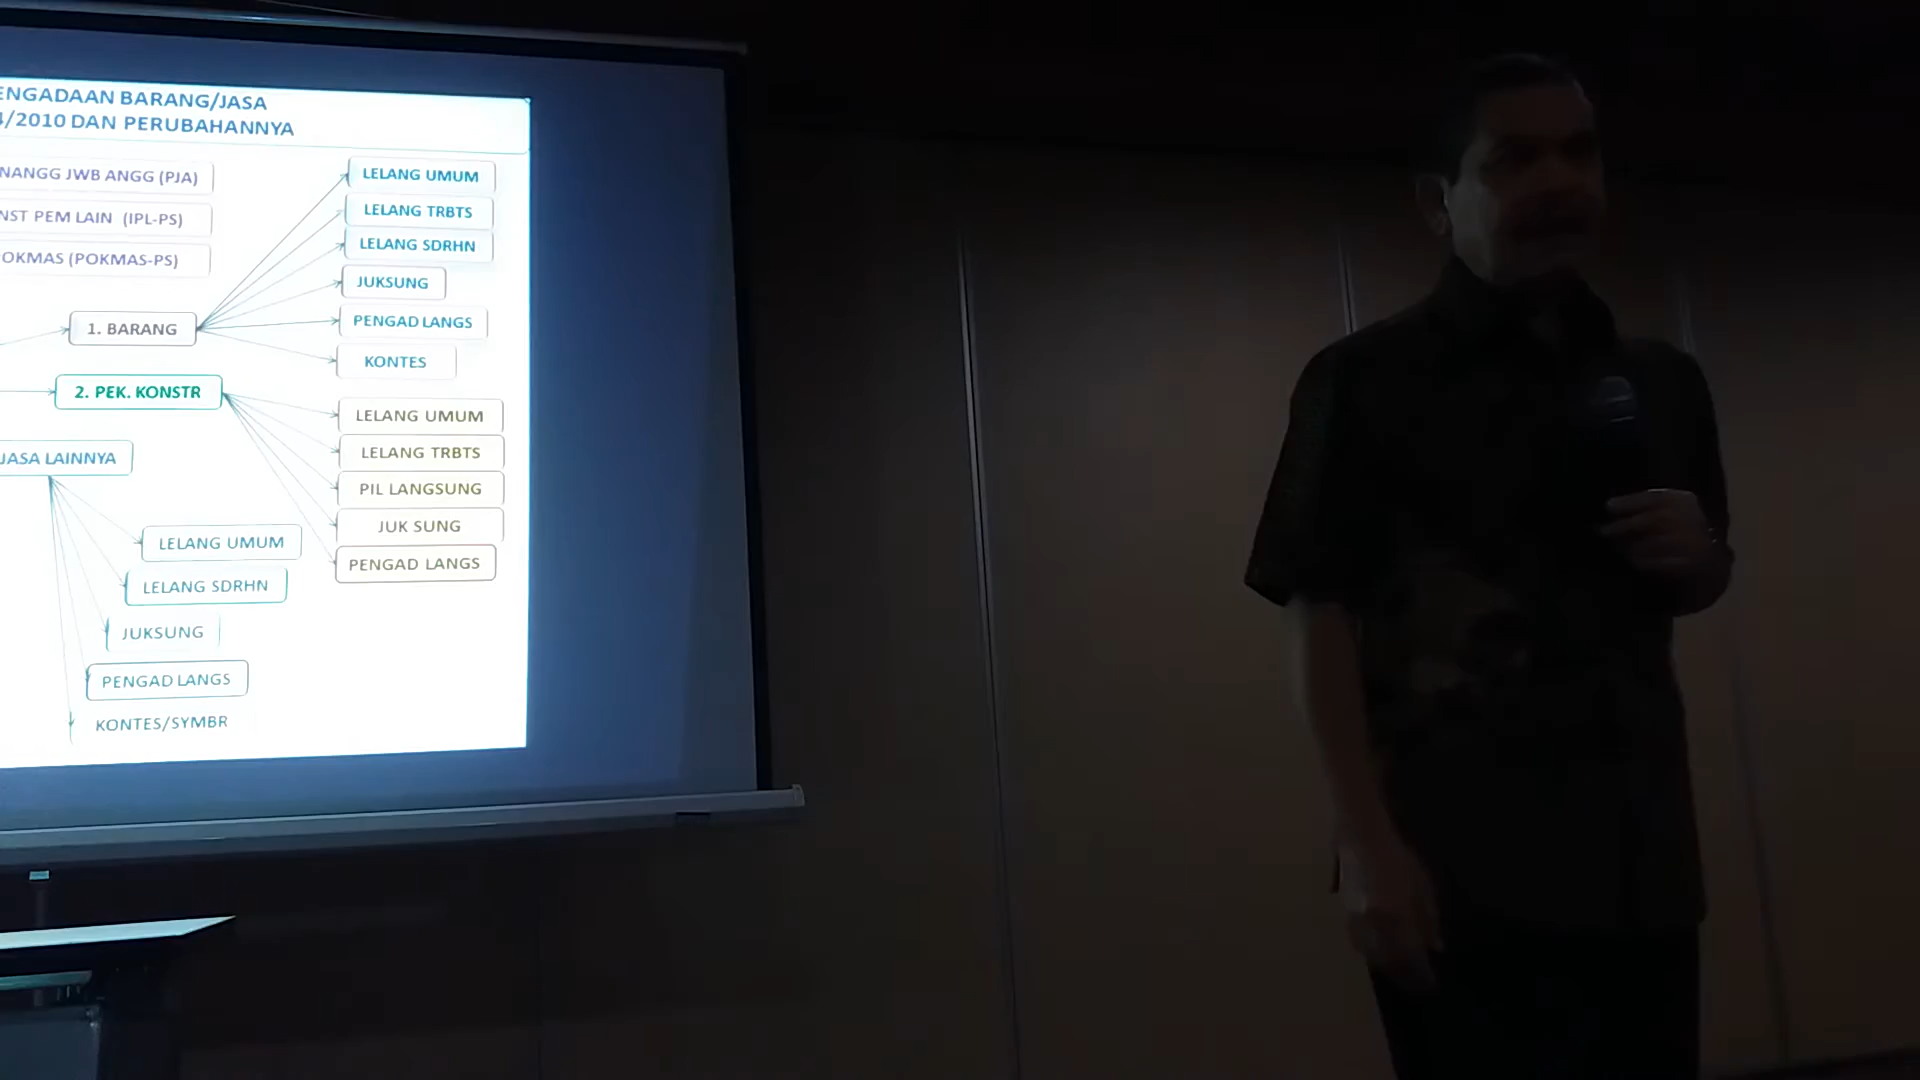 ENGADAAN BARANG/JASA
4/2010 DAN PERUBAHANNYA
NANGG JWB ANGG (PJA)
NST PEM LAIN (IPL-PS)
OKMAS (POKMAS-PS)
1. BARANG
LELANG UMUM
LELANG TRBTS
LELANG SDRHN
JUKSUNG
PENGAD LANGS
KONTES
2. PEK. KONSTR
LELANG UMUM
LELANG TRBTS
PIL LANGSUNG
JUK SUNG
PENGAD LANGS
JASA LAINNYA
LELANG UMUM
LELANG SDRHN
JUKSUNG
PENGAD LANGS
KONTES/SYMBR